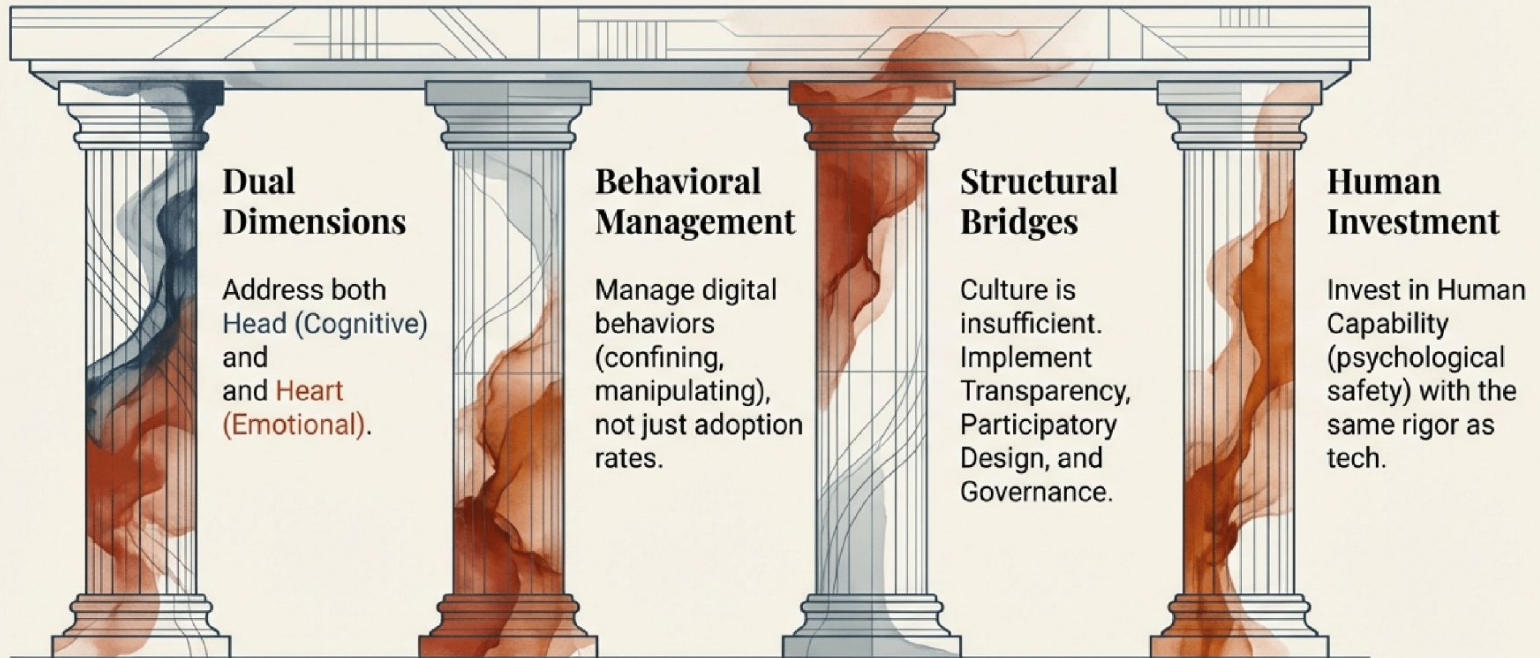 Dual
Dimensions
Address both
Head (Cognitive)
and
and Heart
(Emotional).
Behavioral
Management
Manage digital
behaviors
(confining,
manipulating),
not just adoption
rates.
Structural
Bridges
Culture is
insufficient.
Implement
Transparency,
Participatory
Design, and
Governance.
Human
Investment
Invest in Human
Capability
(psychological
safety) with the
same rigor as
tech.